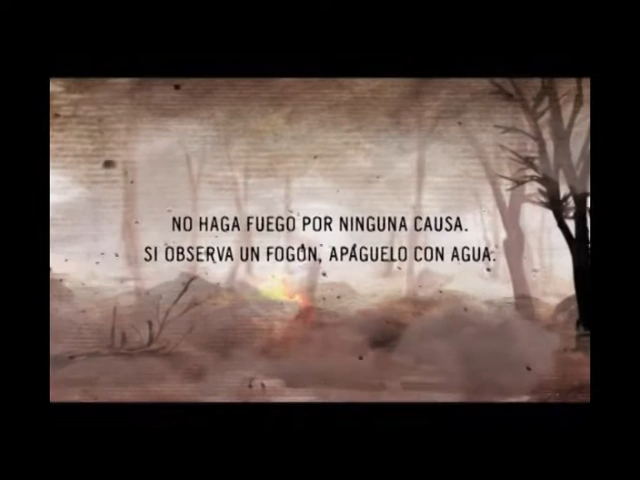 NO HAGA FUEGO POR NINGUNA CAUSA.
SI OBSERVA UN FOGÓN, APÁGUELO CON AGUA.